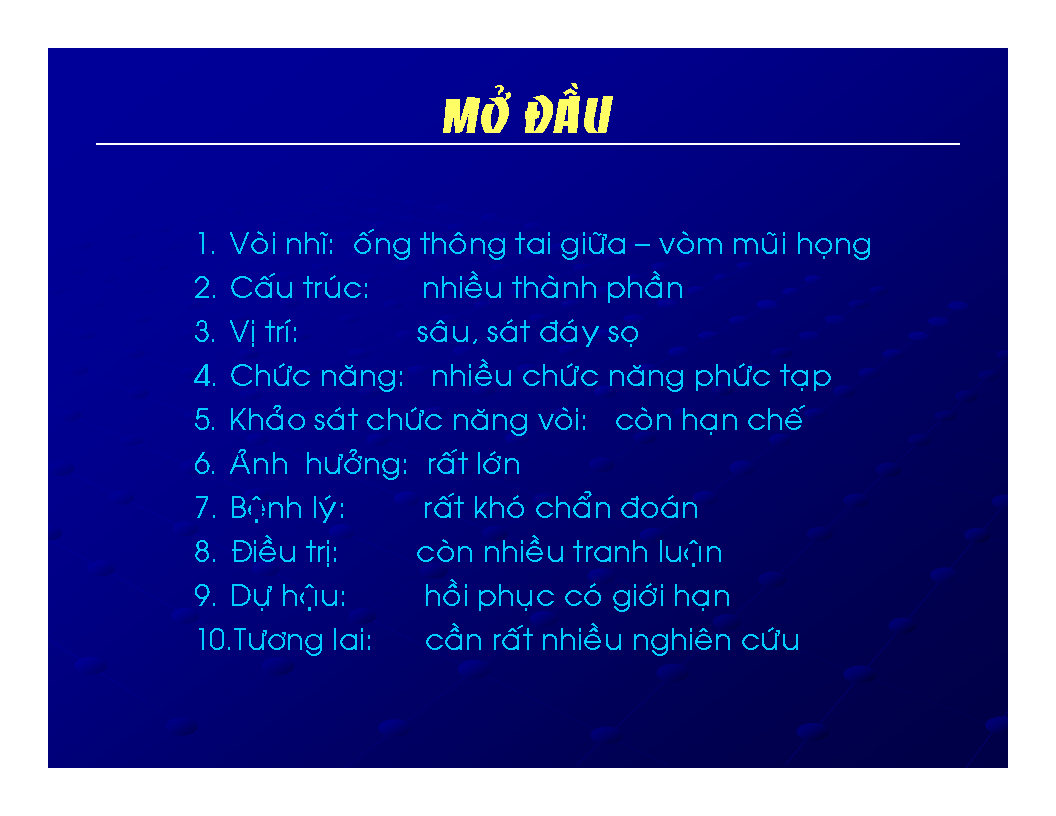 MỞ ĐẦU
1. Vòi nhĩ: ống thông tai giữa – vòm mũi họng
2. Cấu trúc: nhiều thành phần
3. Vị trí: sâu, sát đáy sọ
4. Chức năng: nhiều chức năng phức tạp
5. Khảo sát chức năng vòi: còn hạn chế
6. Ảnh hưởng: rất lớn
7. Bệnh lý: rất khó chẩn đoán
8. Điều trị: còn nhiều tranh luận
9. Dự hậu: hồi phục có giới hạn
10.Tương lai: cần rất nhiều nghiên cứu